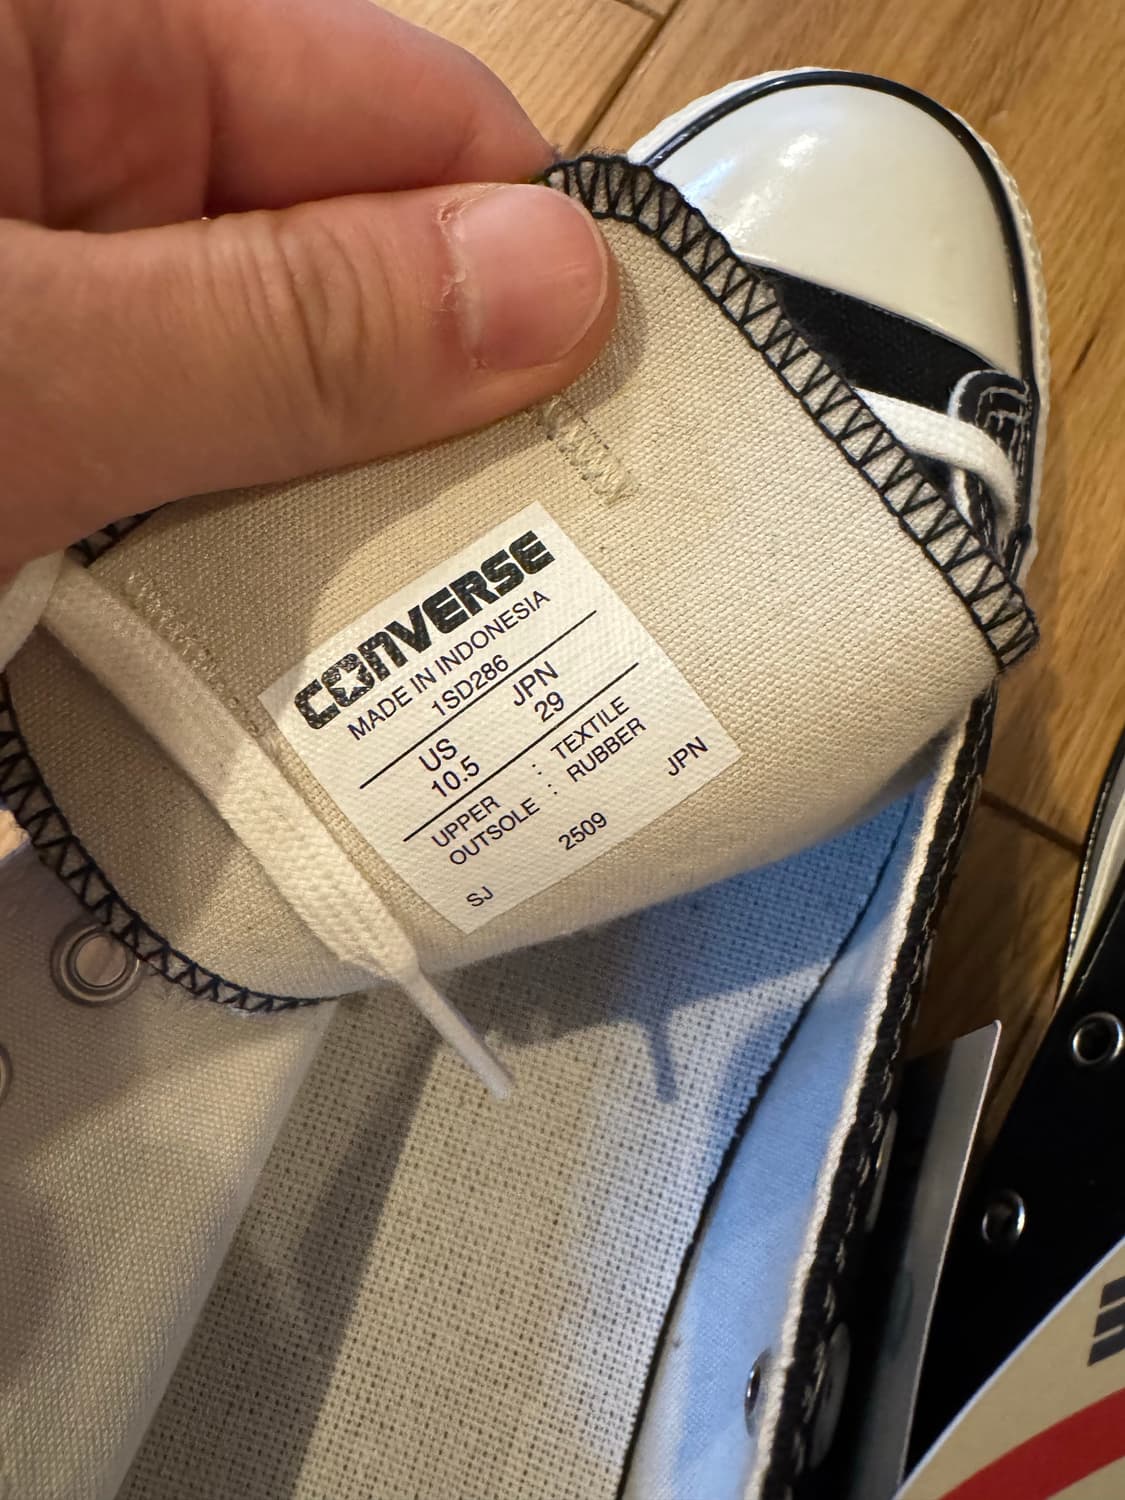 CONVERSE
MADE IN INDONESIA
1SD286
US JPN
10.5 29
UPPER : TEXTILE
OUTSOLE : RUBBER
SJ 2509 JPN